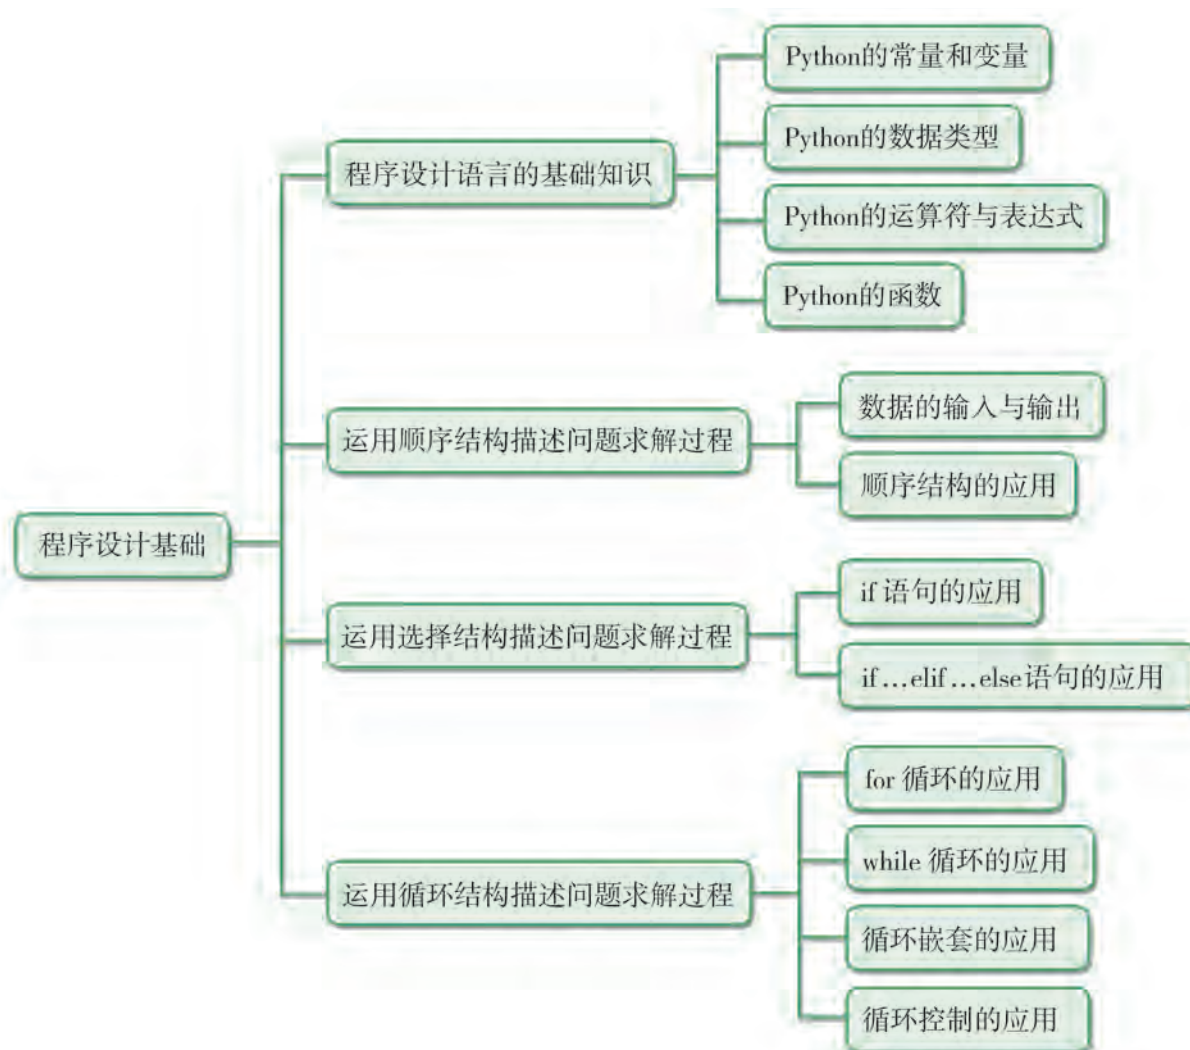 程序设计基础
程序设计语言的基础知识
Python的常量和变量
Python的数据类型
Python的运算符与表达式
Python的函数
运用顺序结构描述问题求解过程
数据的输入与输出
顺序结构的应用
运用选择结构描述问题求解过程
if 语句的应用
if…elif…else语句的应用
运用循环结构描述问题求解过程
for 循环的应用
while 循环的应用
循环嵌套的应用
循环控制的应用